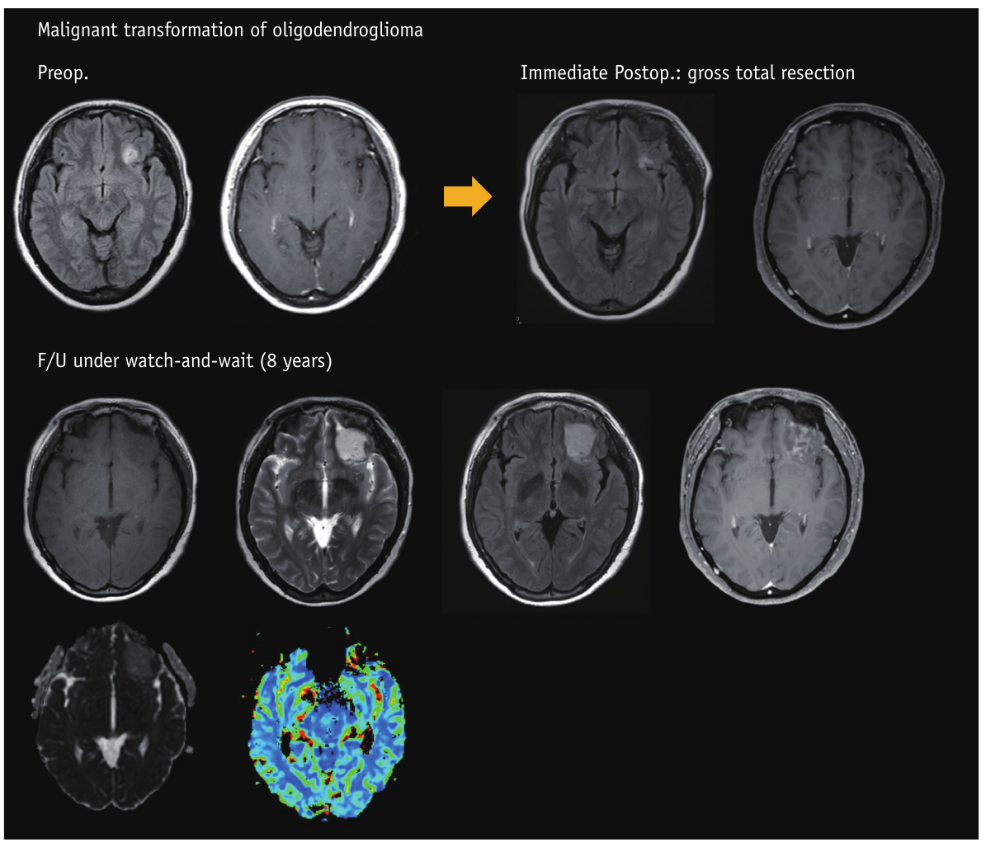 Malignant transformation of oligodendroglioma
Preop.
Immediate Postop.: gross total resection
F/U under watch-and-wait (8 years)